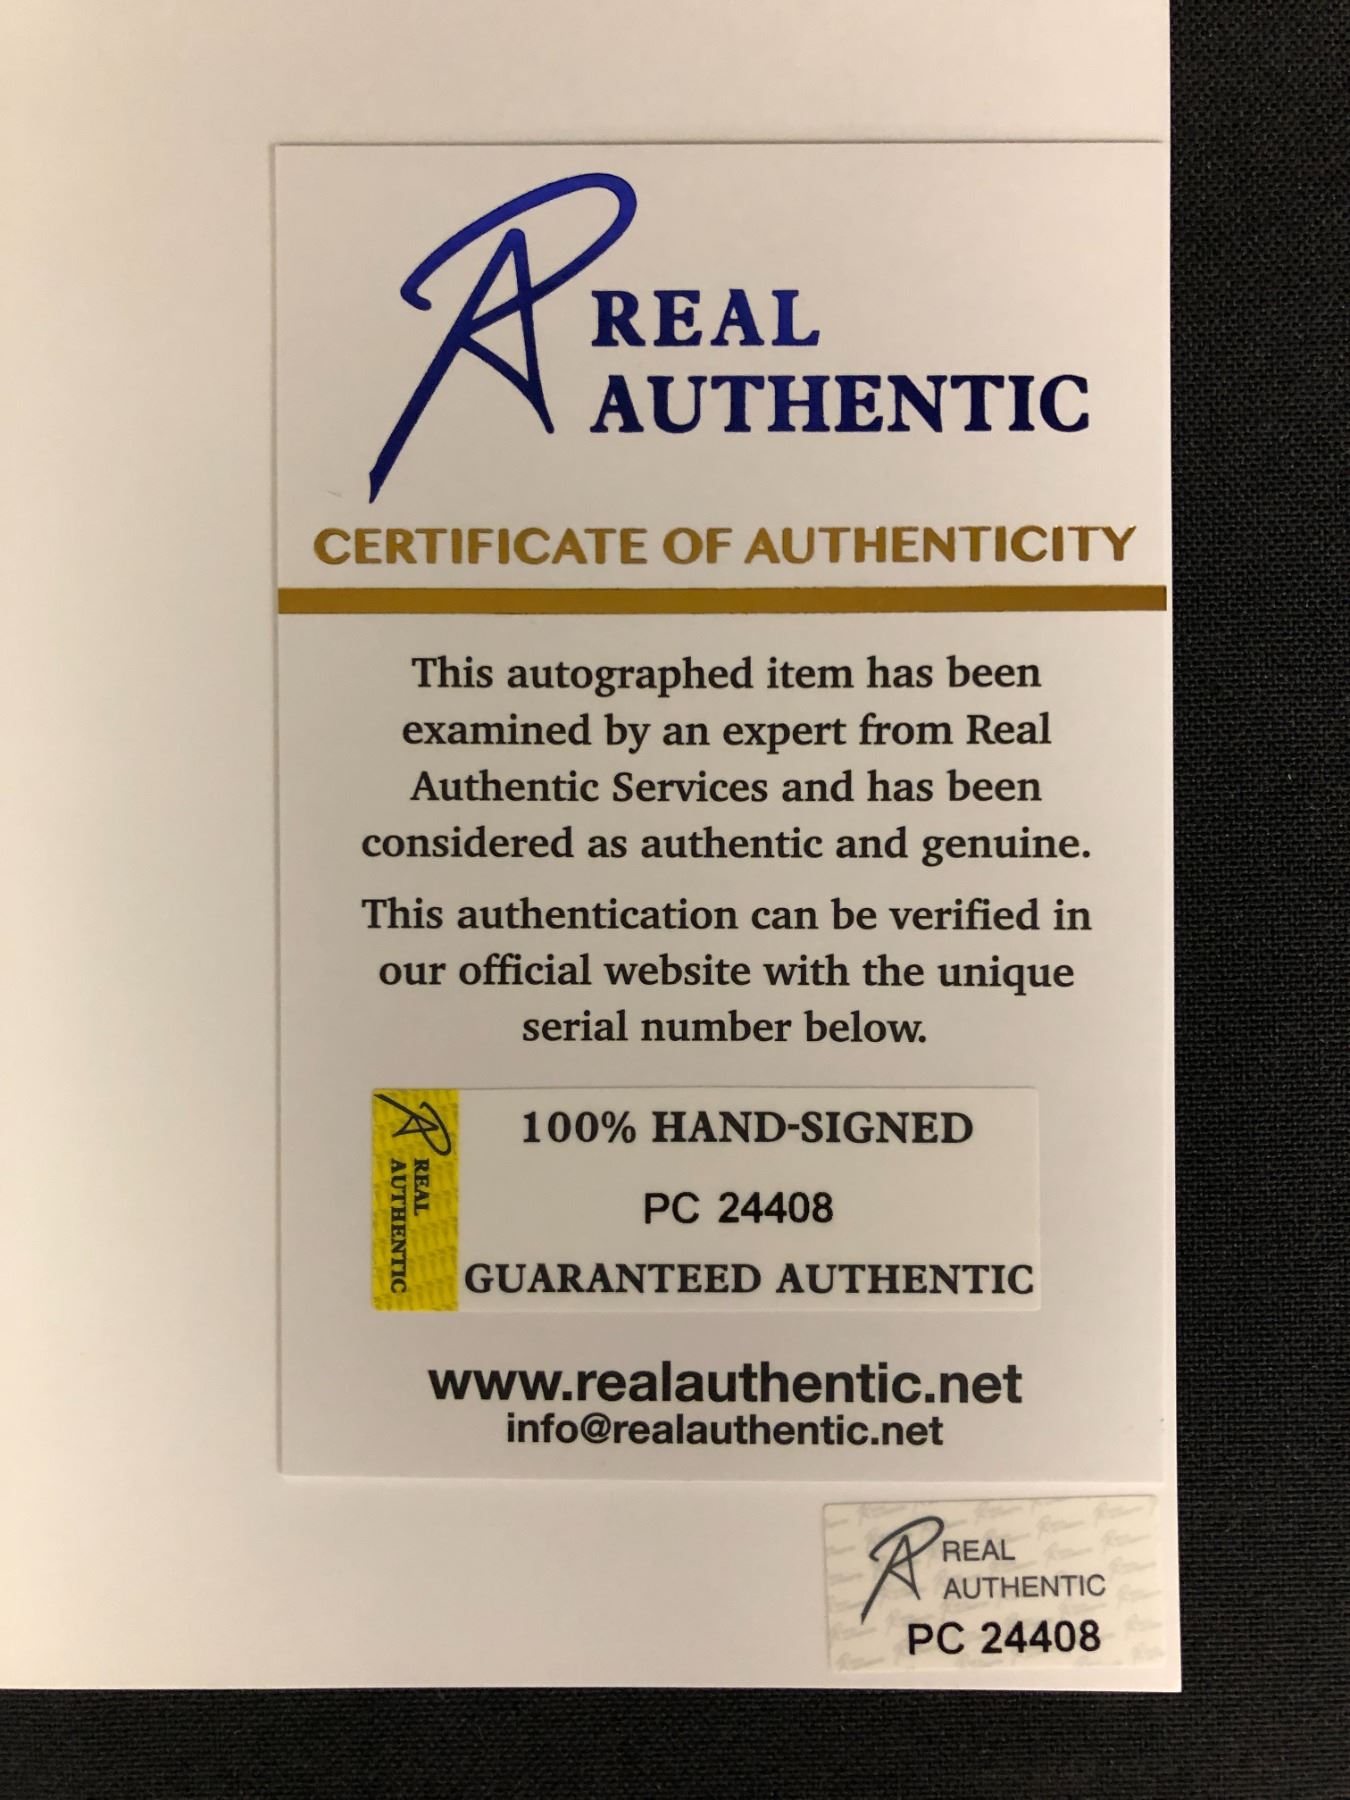 REAL
AUTHENTIC
CERTIFICATE OF AUTHENTICITY
This autographed item has been
examined by an expert from Real
Authentic Services and has been
considered as authentic and genuine.
This authentication can be verified in
our official website with the unique
serial number below.
REAL
AUTHENTIC
100% HAND-SIGNED
PC 24408
GUARANTEED AUTHENTIC
www.realauthentic.net
info@realauthentic.net
REAL
AUTHENTIC
PC 24408